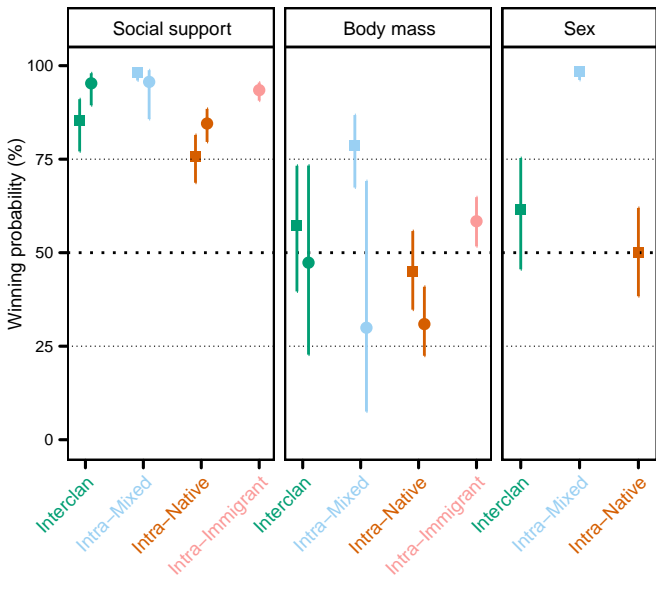 Social support
Body mass
Sex
Winning probability (%)
100
75
50
25
0
Interclan
Intra−Mixed
Intra−Native
Intra−Immigrant
Interclan
Intra−Mixed
Intra−Native
Intra−Immigrant
Interclan
Intra−Mixed
Intra−Native